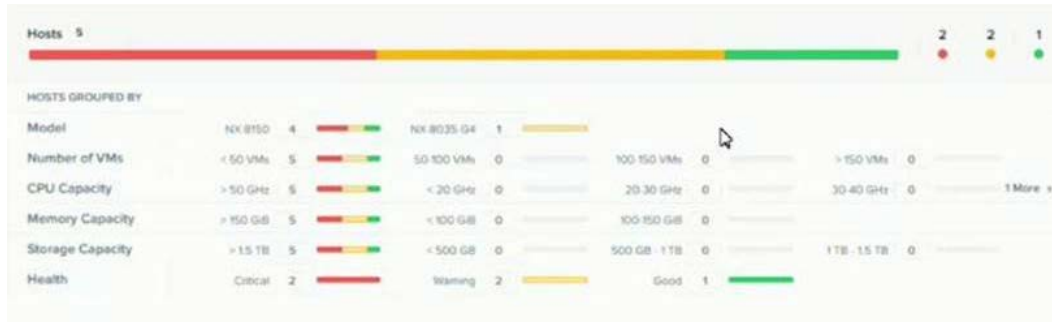 Hosts 5
2 2 1
HOSTS GROUPED BY
Model NX 8150 4 NX 8035 G4 1
Number of VMs < 50 VMs 5 50 100 VMs 0 100 150 VMs 0 > 150 VMs 0
CPU Capacity > 50 GHz 5 < 20 GHz 0 20-30 GHz 0 30-40 GHz 0 1 More »
Memory Capacity > 150 GiB 5 < 100 GiB 0 100-150 GiB 0
Storage Capacity > 1.5 TB 5 < 500 GB 0 500 GB - 1 TB 0 1 TB - 1.5 TB 0
Health Critical 2 Warning 2 Good 1